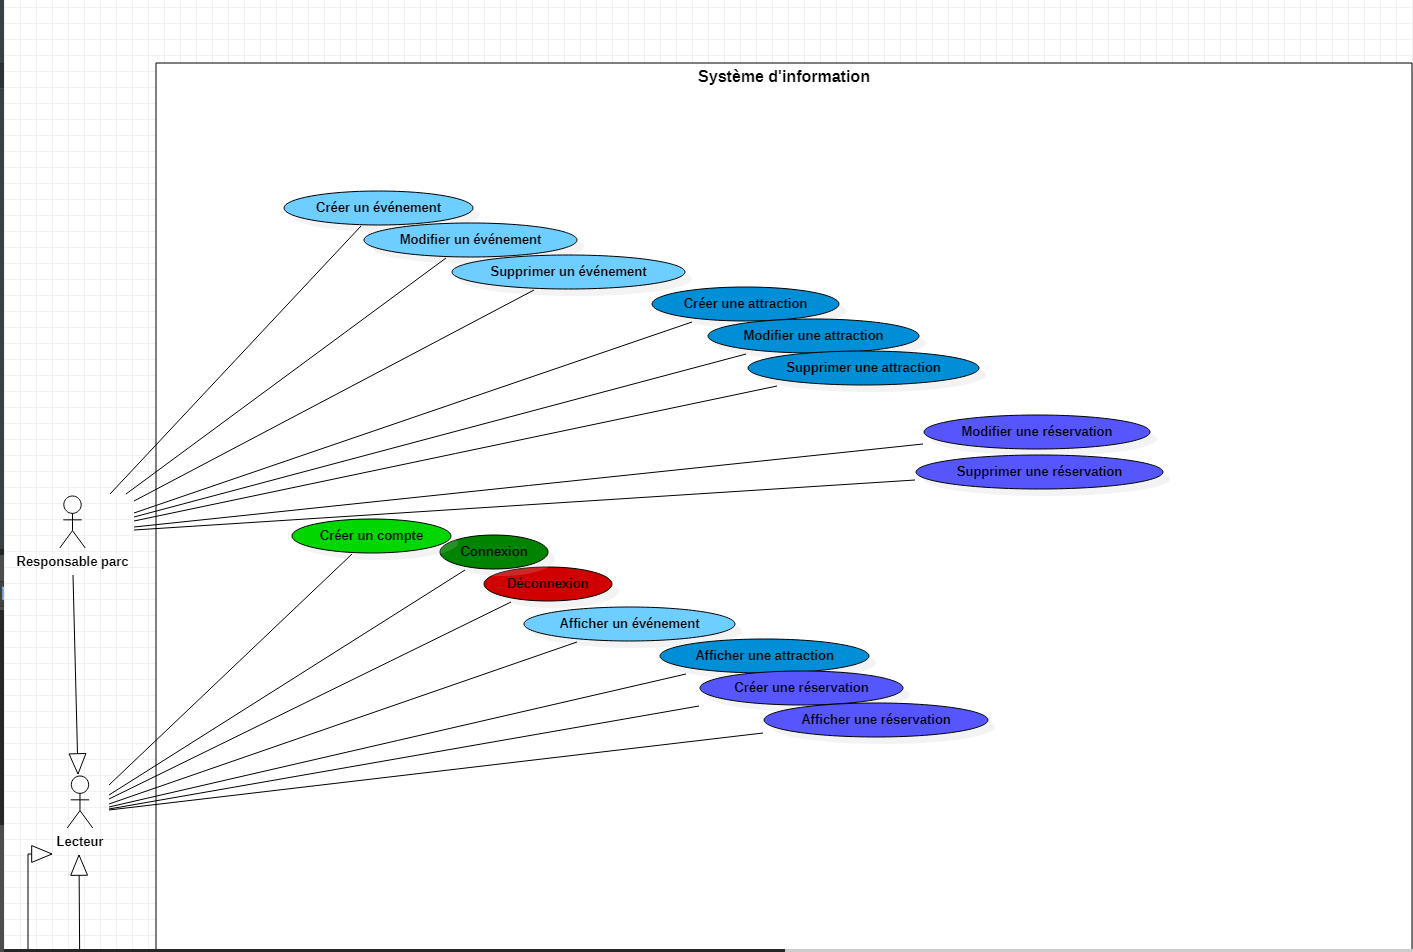 Système d'information
Créer un événement
Modifier un événement
Supprimer un événement
Créer une attraction
Modifier une attraction
Supprimer une attraction
Modifier une réservation
Supprimer une réservation
Responsable parc
Créer un compte
Connexion
Déconnexion
Afficher un événement
Afficher une attraction
Créer une réservation
Afficher une réservation
Lecteur